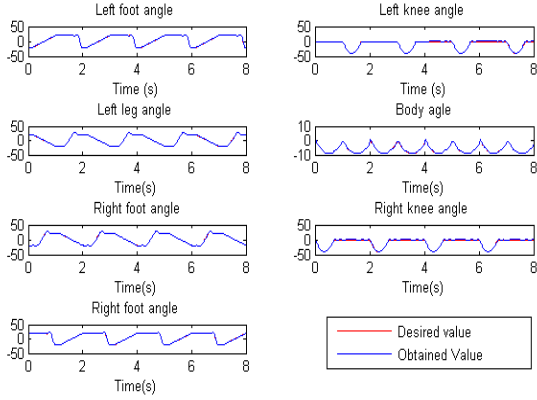 Left foot angle
50
0
-50
0 2 4 6 8
Time (s)
Left knee angle
50
0
-50
0 2 4 6 8
Time (s)
Left leg angle
50
0
-50
0 2 4 6 8
Time(s)
Body agle
10
0
-10
0 2 4 6 8
Time(s)
Right foot angle
50
0
-50
0 2 4 6 8
Time(s)
Right knee angle
50
0
-50
0 2 4 6 8
Time(s)
Right foot angle
50
0
-50
0 2 4 6 8
Time(s)
Desired value
Obtained Value